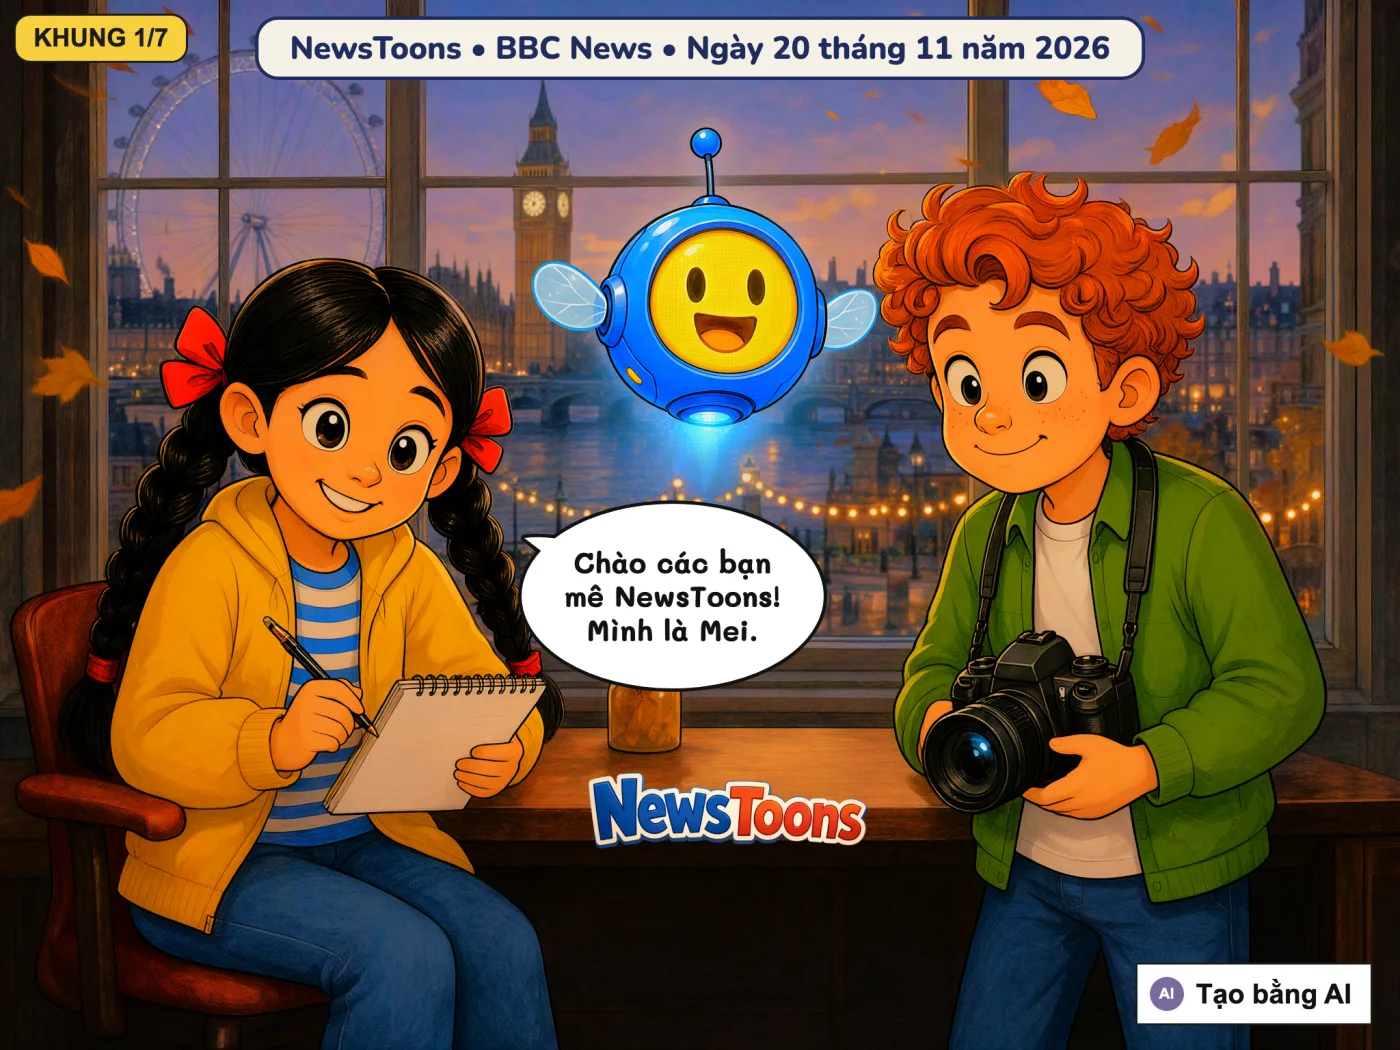 KHUNG 1/7
NewsToons • BBC News • Ngày 20 tháng 11 năm 2026
Chào các bạn
mê NewsToons!
Mình là Mei.
NewsToons
AI Tạo bằng AI